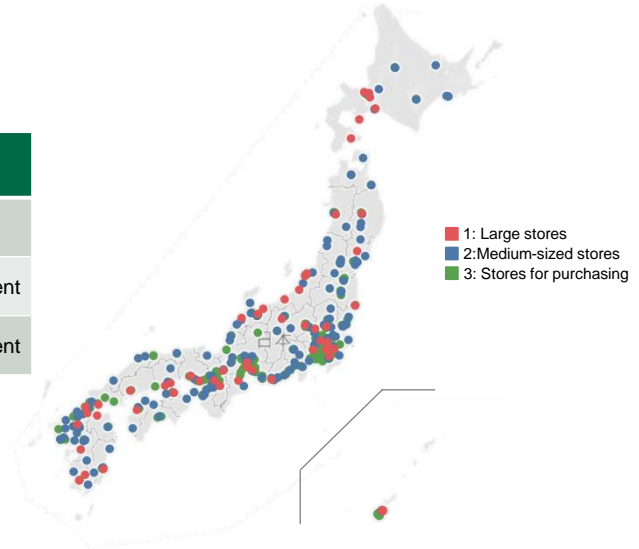 ent
ent
1: Large stores
2:Medium-sized stores
3: Stores for purchasing
日本